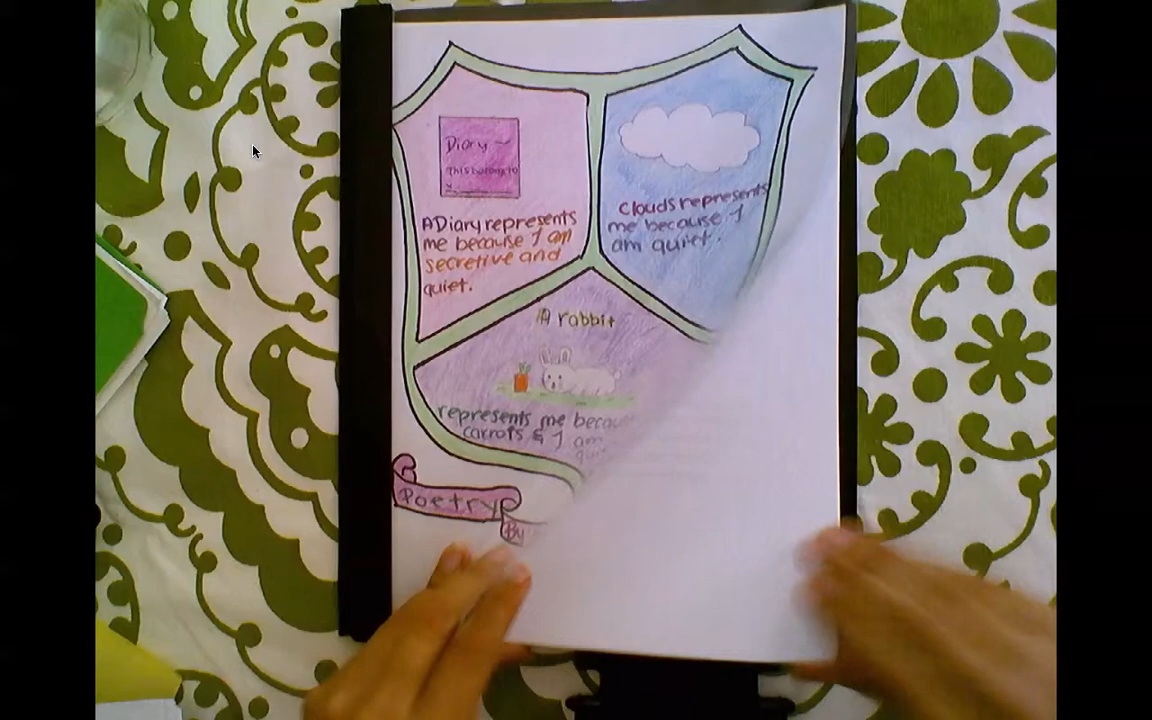 Diary ~
This belongs to
A Diary represents
me because I am
secretive and
quiet.
Clouds represents
me because I
am quiet.
A rabbit
represents me
carrots & I am
Poetry
By